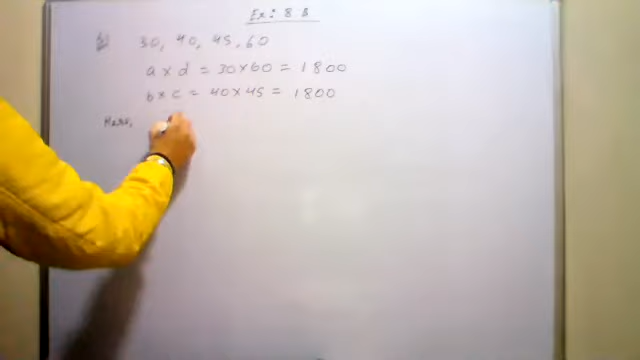 Ex: 8.B
30, 40, 45, 60
a × d = 30×60 = 1800
b × c = 40×45 = 1800
Here,